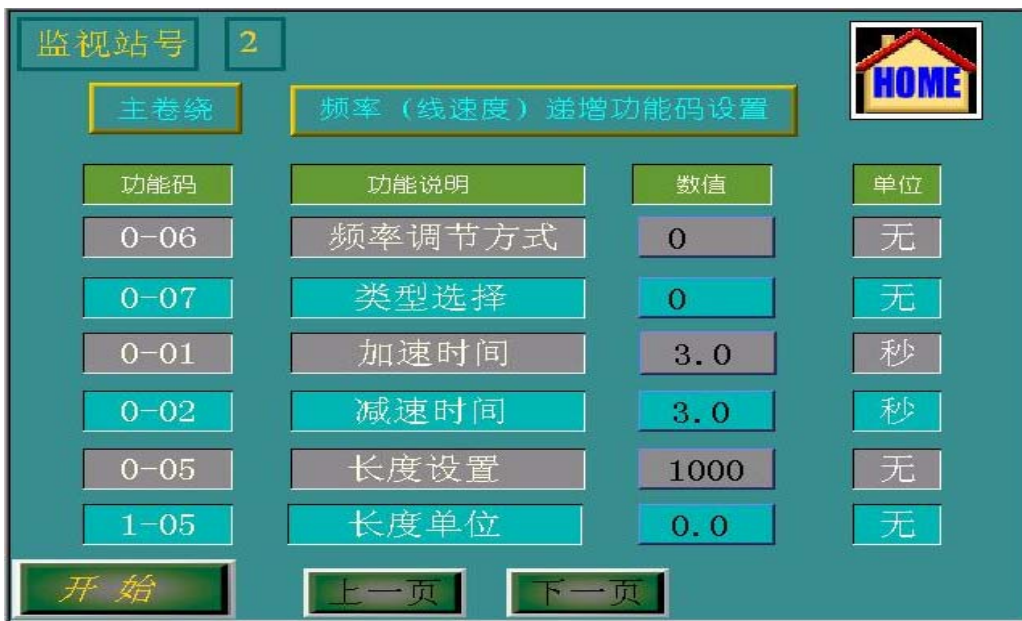 监视站号 2
HOME
主卷绕 频率（线速度）递增功能码设置
功能码 功能说明 数值 单位
0-06 频率调节方式 0 无
0-07 类型选择 0 无
0-01 加速时间 3.0 秒
0-02 减速时间 3.0 秒
0-05 长度设置 1000 无
1-05 长度单位 0.0 无
开始 上一页 下一页